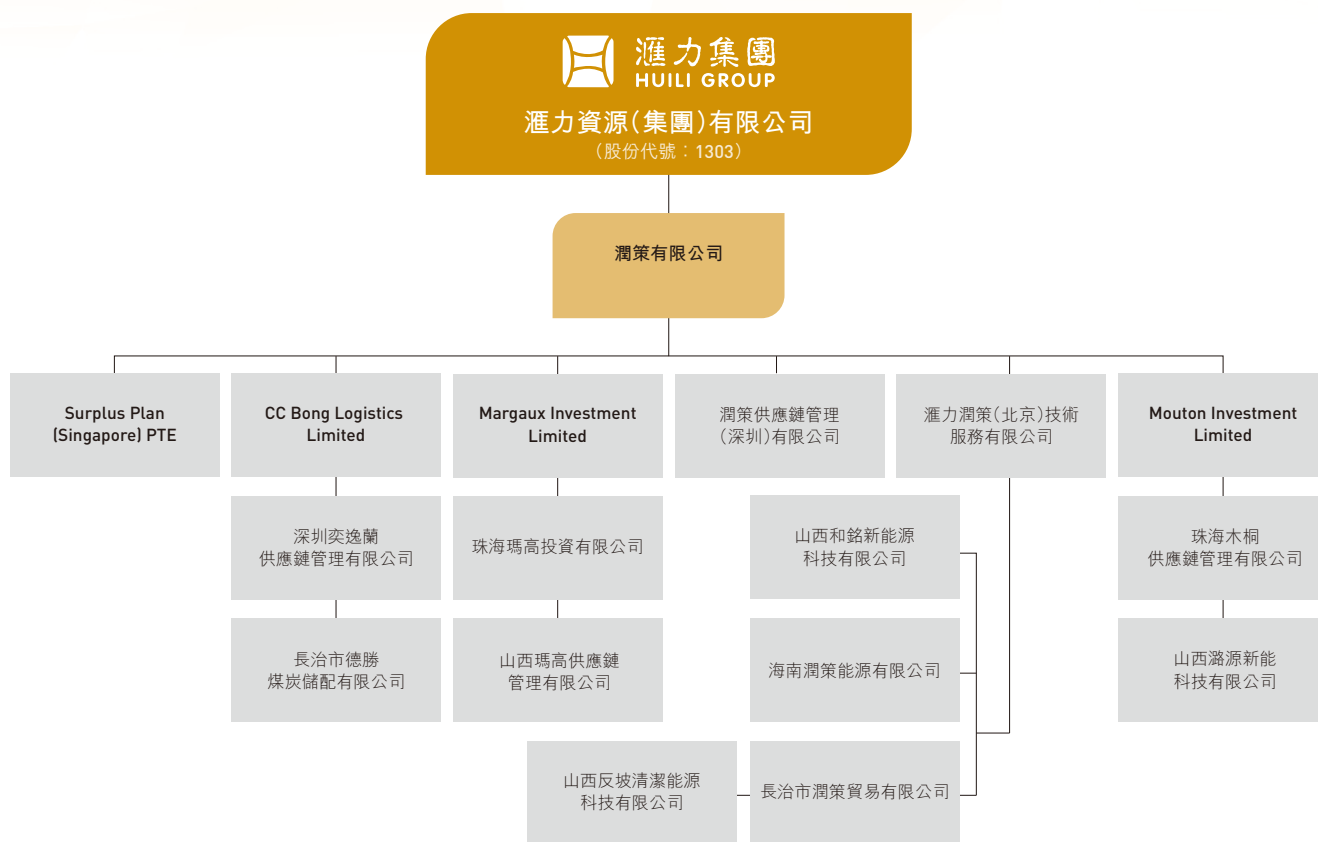 滙力集團
HUILI GROUP
滙力資源(集團)有限公司
(股份代號：1303)
潤策有限公司
Surplus Plan
(Singapore) PTE
CC Bong Logistics
Limited
Margaux Investment
Limited
潤策供應鏈管理
(深圳)有限公司
滙力潤策(北京)技術
服務有限公司
Mouton Investment
Limited
深圳奕逸蘭
供應鏈管理有限公司
珠海瑪高投資有限公司
山西和銘新能源
科技有限公司
珠海木桐
供應鏈管理有限公司
長治市德勝
煤炭儲配有限公司
山西瑪高供應鏈
管理有限公司
海南潤策能源有限公司
山西潞源新能
科技有限公司
山西反坡清潔能源
科技有限公司
長治市潤策貿易有限公司